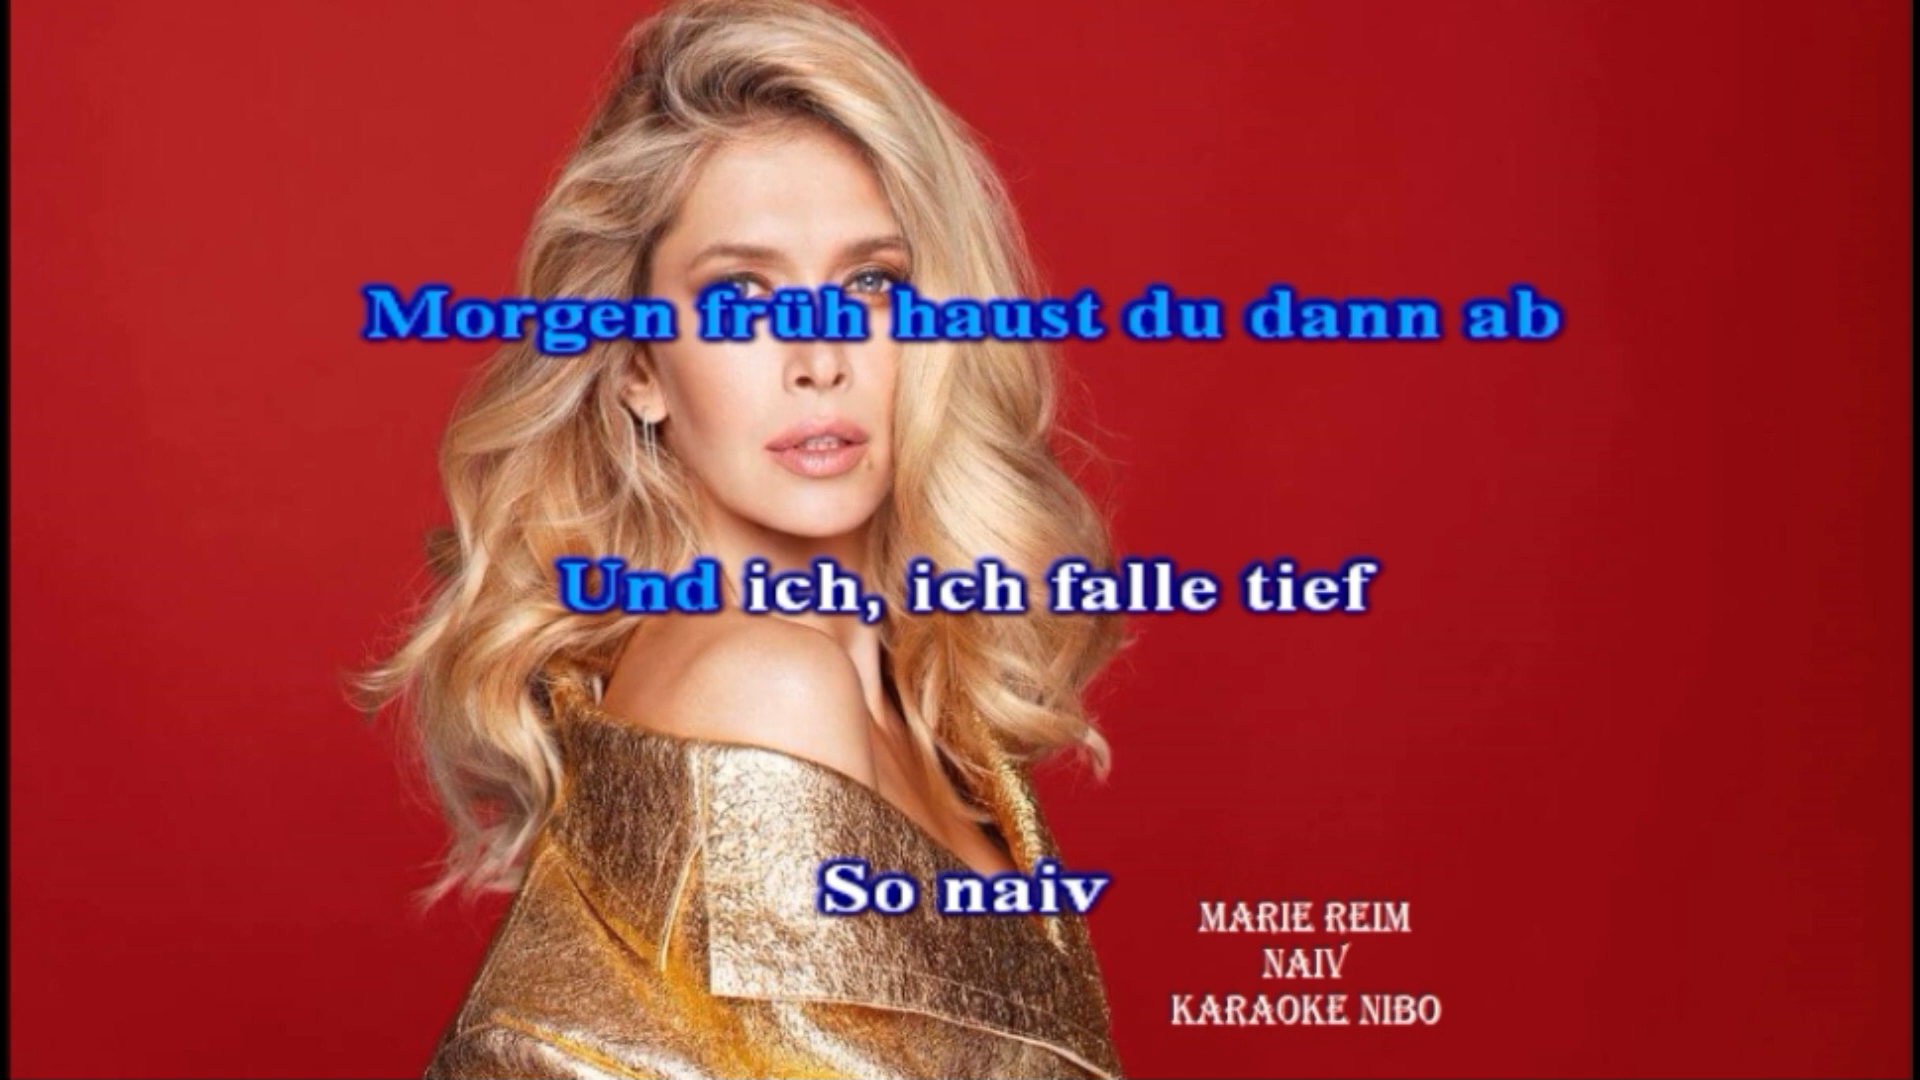 Morgen früh haust du dann ab
Und ich, ich falle tief
So naiv
MARIE REIM
NAIV
KARAOKE NIBO